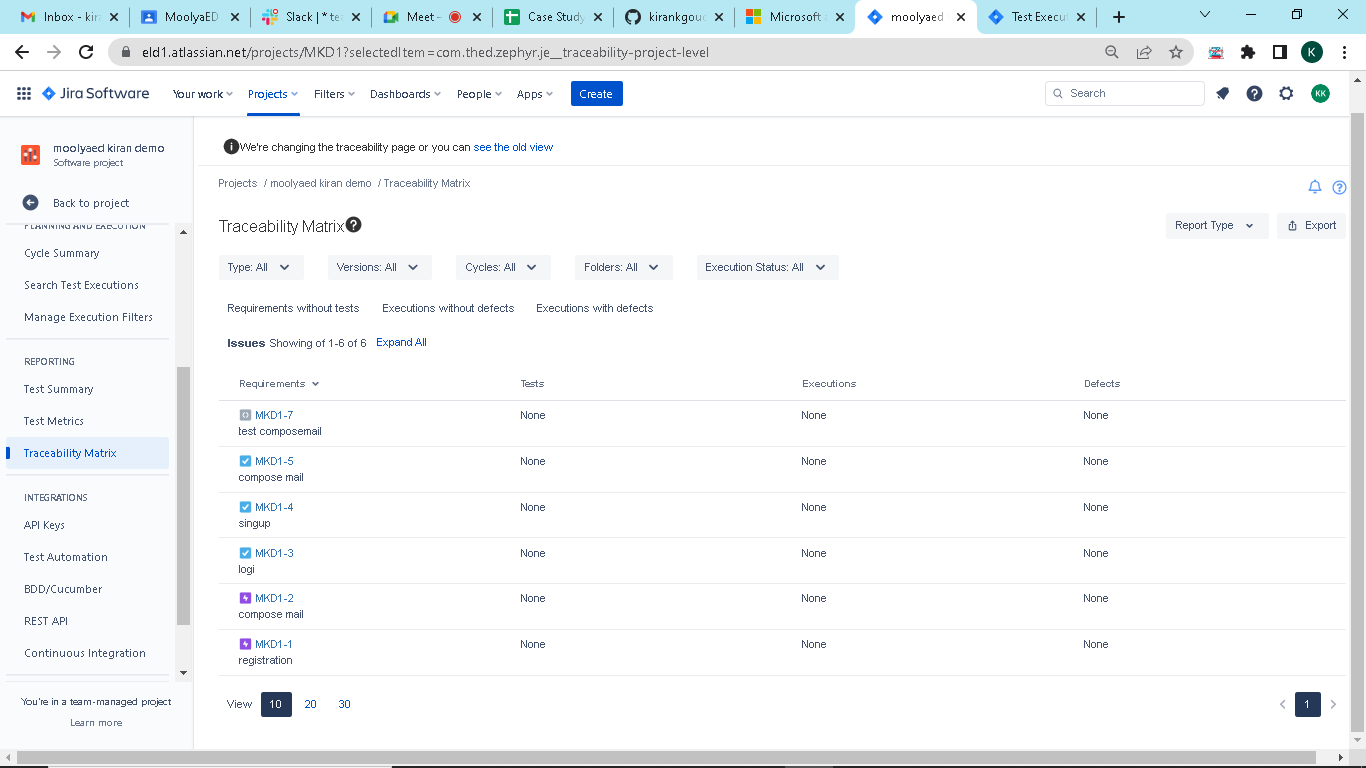 Inbox - kira
MoolyaED
Slack | * te
Meet -
Case Study
kirankgoud
Microsoft
moolyaed
Test Execut
eld1.atlassian.net/projects/MKD1?selectedItem=com.thed.zephyr.je__traceability-project-level
K
Jira Software
Your work
Projects
Filters
Dashboards
People
Apps
Create
Search
KK
moolyaed kiran demo
Software project
Back to project
PLANNING AND EXECUTION
Cycle Summary
Search Test Executions
Manage Execution Filters
REPORTING
Test Summary
Test Metrics
Traceability Matrix
INTEGRATIONS
API Keys
Test Automation
BDD/Cucumber
REST API
Continuous Integration
You're in a team-managed project
Learn more
We're changing the traceability page or you can see the old view
Projects / moolyaed kiran demo / Traceability Matrix
Traceability Matrix
Report Type
Export
Type: All
Versions: All
Cycles: All
Folders: All
Execution Status: All
Requirements without tests
Executions without defects
Executions with defects
Issues Showing of 1-6 of 6 Expand All
Requirements Tests Executions Defects
MKD1-7 None None None
test composemail
MKD1-5 None None None
compose mail
MKD1-4 None None None
singup
MKD1-3 None None None
logi
MKD1-2 None None None
compose mail
MKD1-1 None None None
registration
View 10 20 30
1